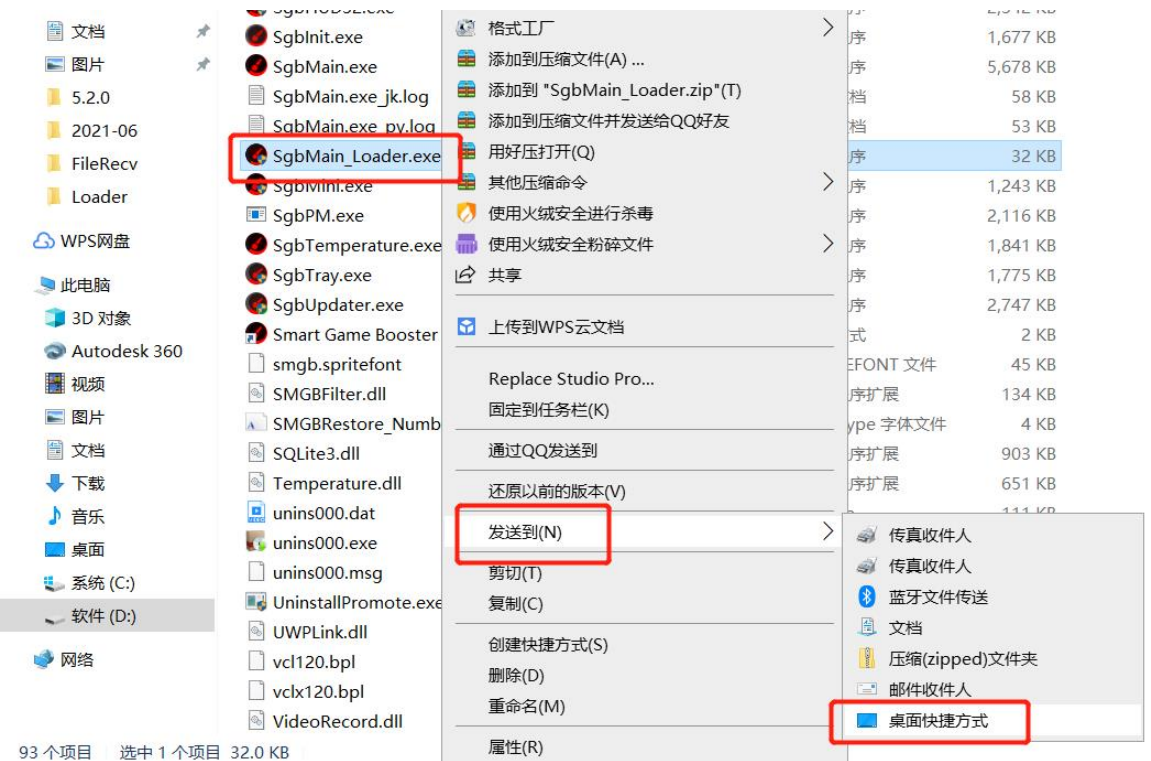 文档
图片
5.2.0
2021-06
FileRecv
Loader
WPS网盘
此电脑
3D 对象
Autodesk 360
视频
图片
文档
下载
音乐
桌面
系统 (C:)
软件 (D:)
网络
SgbInit.exe
SgbMain.exe
SgbMain.exe_jk.log
SgbMain.exe_py.log
SgbMain_Loader.exe
SgbMini.exe
SgbPM.exe
SgbTemperature.exe
SgbTray.exe
SgbUpdater.exe
Smart Game Booster
smgb.spritefont
SMGBFilter.dll
SMGBRestore_Numb
SQLite3.dll
Temperature.dll
unins000.dat
unins000.exe
unins000.msg
UninstallPromote.exe
UWPLink.dll
vcl120.bpl
vclx120.bpl
VideoRecord.dll
格式工厂
添加到压缩文件(A) ...
添加到 "SgbMain_Loader.zip"(T)
添加到压缩文件并发送给QQ好友
用好压打开(Q)
其他压缩命令
使用火绒安全进行杀毒
使用火绒安全粉碎文件
共享
上传到WPS云文档
Replace Studio Pro...
固定到任务栏(K)
通过QQ发送到
还原以前的版本(V)
发送到(N)
剪切(T)
复制(C)
创建快捷方式(S)
删除(D)
重命名(M)
属性(R)
序 1,677 KB
序 5,678 KB
档 58 KB
档 53 KB
序 32 KB
序 1,243 KB
序 2,116 KB
序 1,841 KB
序 1,775 KB
序 2,747 KB
式 2 KB
EFONT 文件 45 KB
序扩展 134 KB
ype 字体文件 4 KB
序扩展 903 KB
序扩展 651 KB
传真收件人
传真收件人
蓝牙文件传送
文档
压缩(zipped)文件夹
邮件收件人
桌面快捷方式
93 个项目 选中 1 个项目 32.0 KB